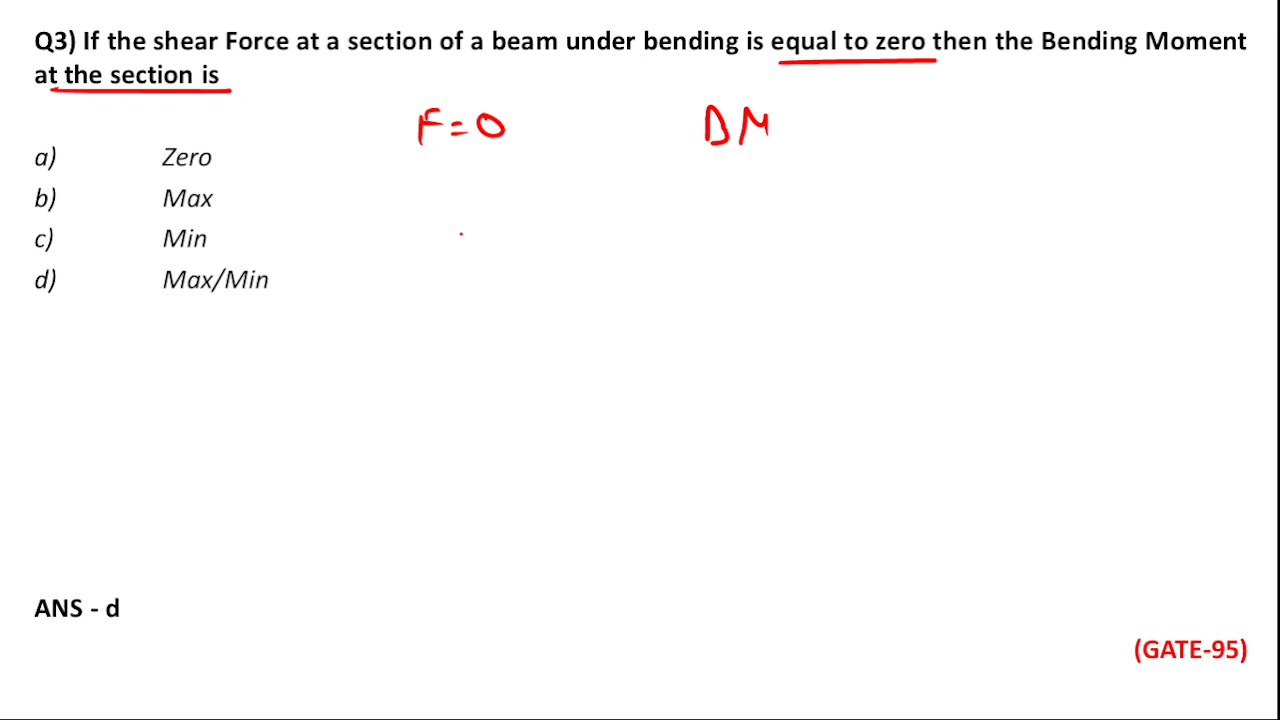 Q3) If the shear Force at a section of a beam under bending is equal to zero then the Bending Moment
at the section is
F=0 BM
a) Zero
b) Max
c) Min
d) Max/Min
ANS - d
(GATE-95)